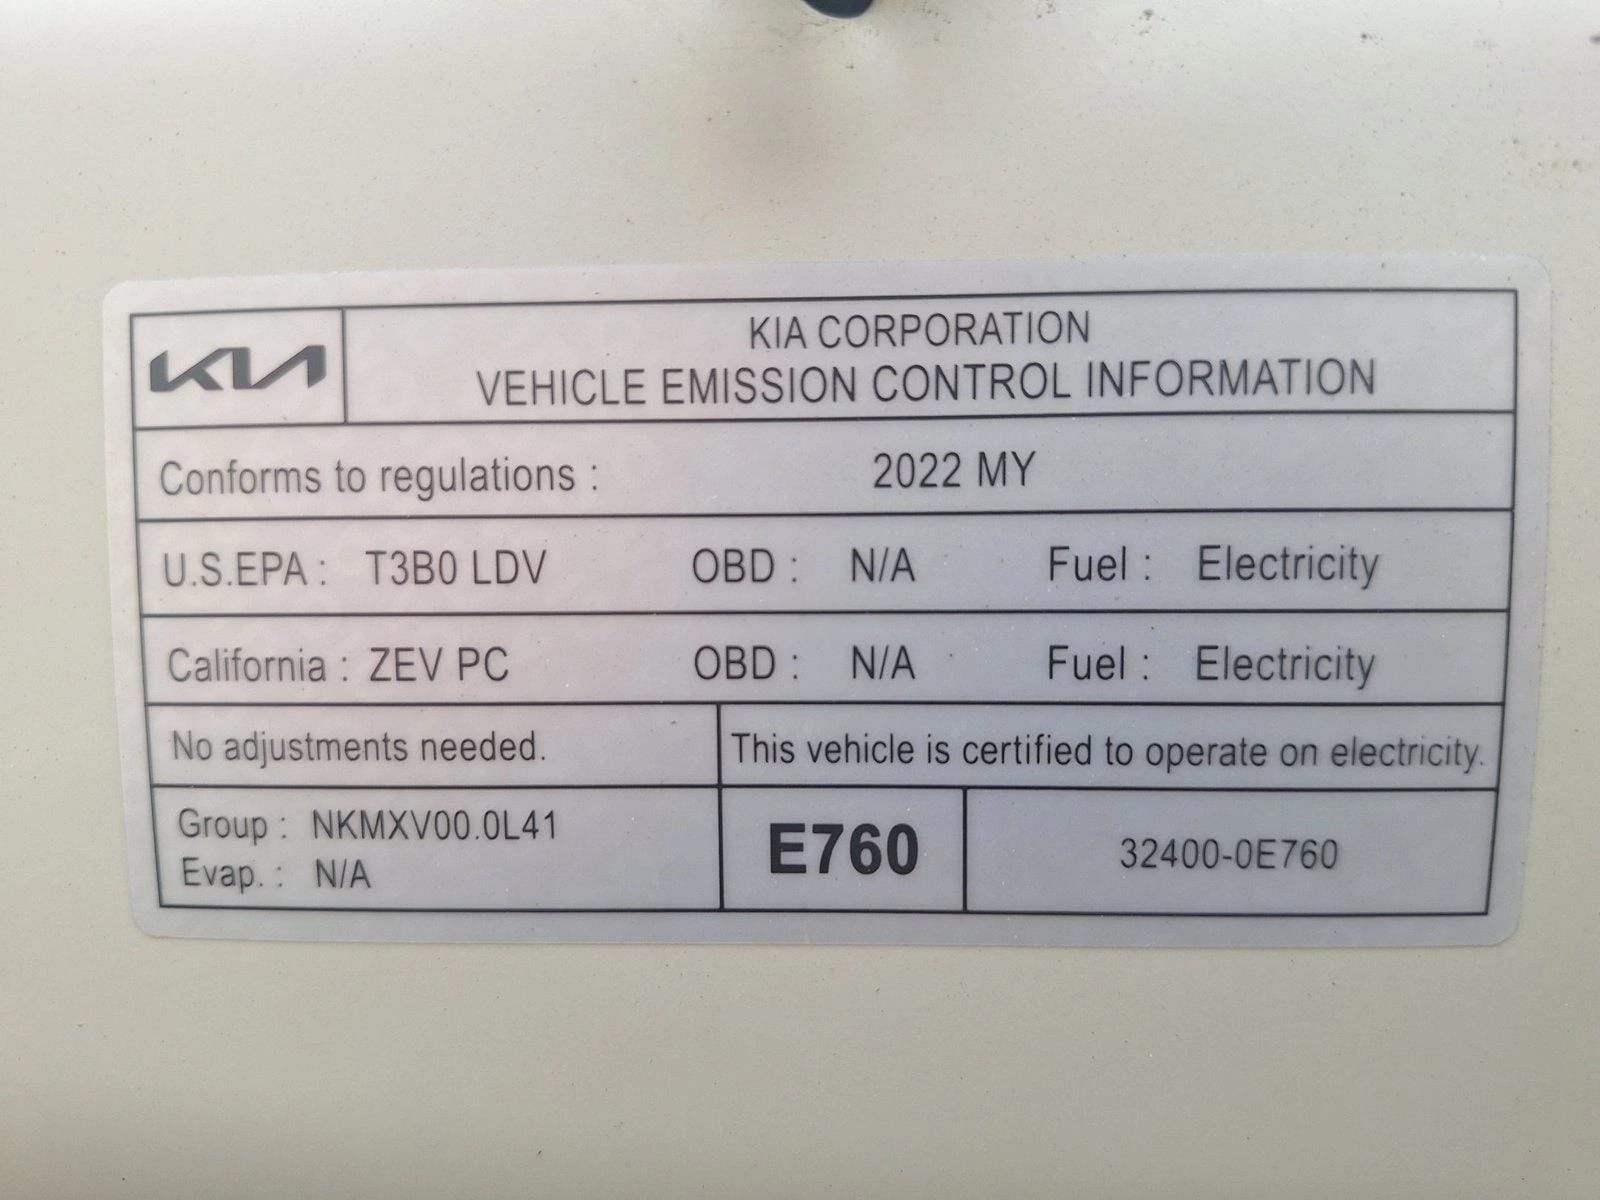 KIA
KIA CORPORATION
VEHICLE EMISSION CONTROL INFORMATION
Conforms to regulations : 2022 MY
U.S.EPA : T3B0 LDV OBD : N/A Fuel : Electricity
California : ZEV PC OBD : N/A Fuel : Electricity
No adjustments needed. This vehicle is certified to operate on electricity.
Group : NKMXV00.0L41
Evap. : N/A
E760
32400-0E760